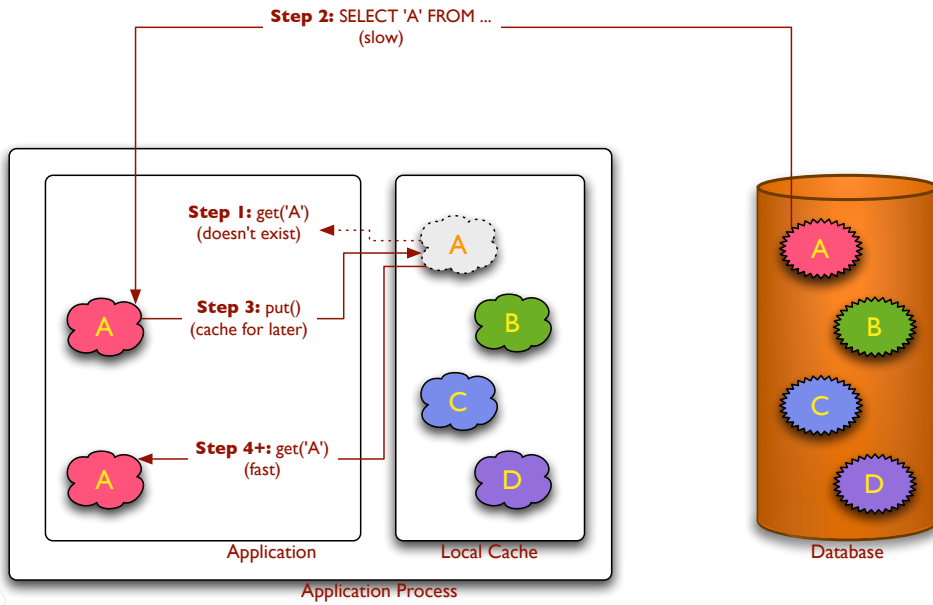 Step 2: SELECT 'A' FROM ...
(slow)
Step 1: get('A')
(doesn't exist)
A
A
A
Step 3: put()
(cache for later)
B
B
C
C
Step 4+: get('A')
(fast)
A
D
D
Application
Local Cache
Database
Application Process